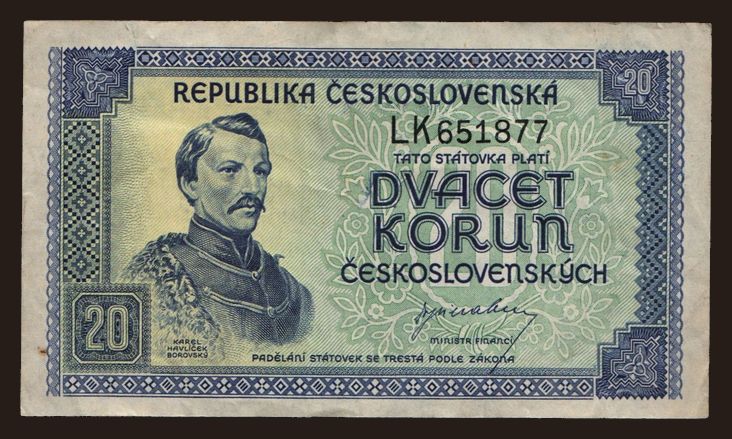 20
REPUBLIKA ČESKOSLOVENSKÁ
LK651877
TATO STÁTOVKA PLATÍ
DVACET
KORUN
ČESKOSLOVENSKÝCH
20
KAREL
HAVLÍČEK
BOROVSKÝ
MINISTR FINANCÍ
PADĚLÁNÍ STÁTOVEK SE TRESTÁ PODLE ZÁKONA
20